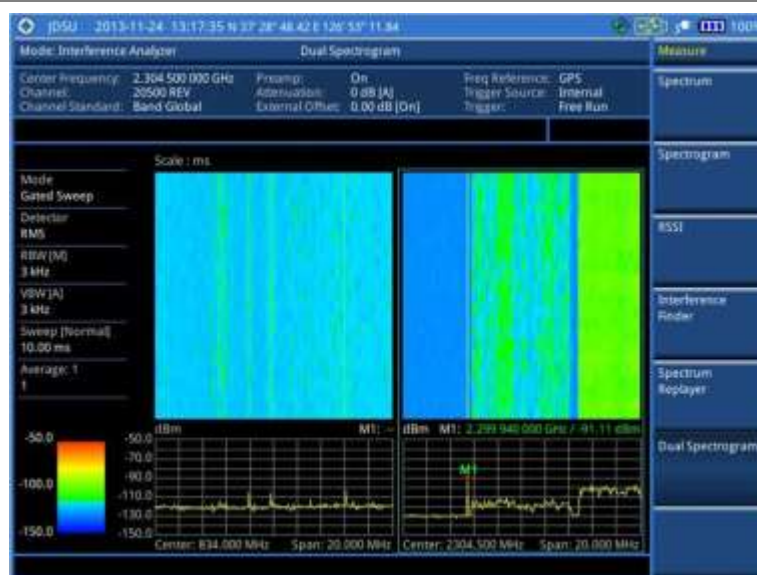 JDSU 2013-11-24 13:17:35 N 37° 28' 48.42 E 126° 53' 11.84
100%
Mode: Interference Analyzer
Dual Spectrogram
Measure
Center Frequency: 2.304 500 000 GHz
Preamp: On
Freq Reference: GPS
Channel: 20500 REV
Attenuation: 0 dB [A]
Trigger Source: Internal
Channel Standard: Band Global
External Offset: 0.00 dB [On]
Trigger: Free Run
Spectrum
Scale : ms
Spectrogram
Mode
Gated Sweep
Detector
RMS
RSSI
RBW [M]
3 kHz
VBW [A]
3 kHz
Interference
Finder
Sweep [Normal]
10.00 ms
Average: 1
1
Spectrum
Replayer
dBm M1: --
dBm M1: 2.299 940 000 GHz / -91.11 dBm
Dual Spectrogram
-50.0
-100.0
-150.0
-50.0
-70.0
-90.0
-110.0
-130.0
-150.0
M1
Center: 834.000 MHz Span: 20.000 MHz
Center: 2304.500 MHz Span: 20.000 MHz